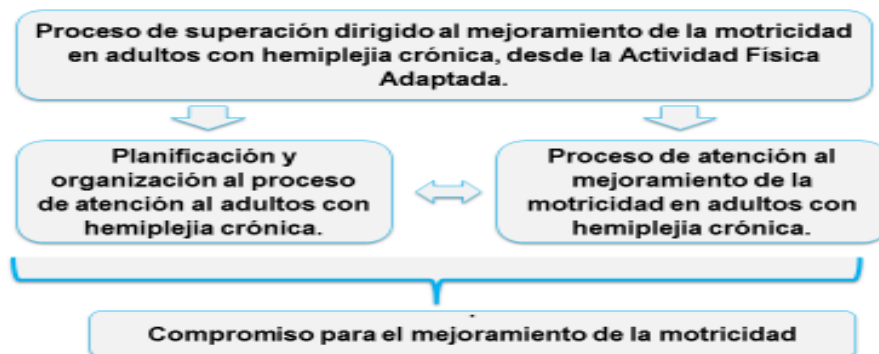 Proceso de superación dirigido al mejoramiento de la motricidad
en adultos con hemiplejia crónica, desde la Actividad Física
Adaptada.
Planificación y
organización al proceso
de atención al adultos con
hemiplejia crónica.
Proceso de atención al
mejoramiento de la
motricidad en adultos con
hemiplejia crónica.
Compromiso para el mejoramiento de la motricidad